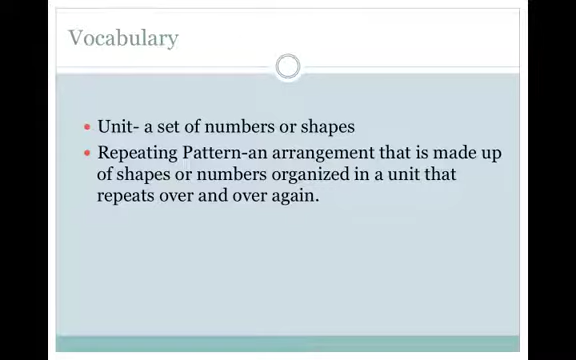 Vocabulary
Unit- a set of numbers or shapes
Repeating Pattern-an arrangement that is made up
of shapes or numbers organized in a unit that
repeats over and over again.